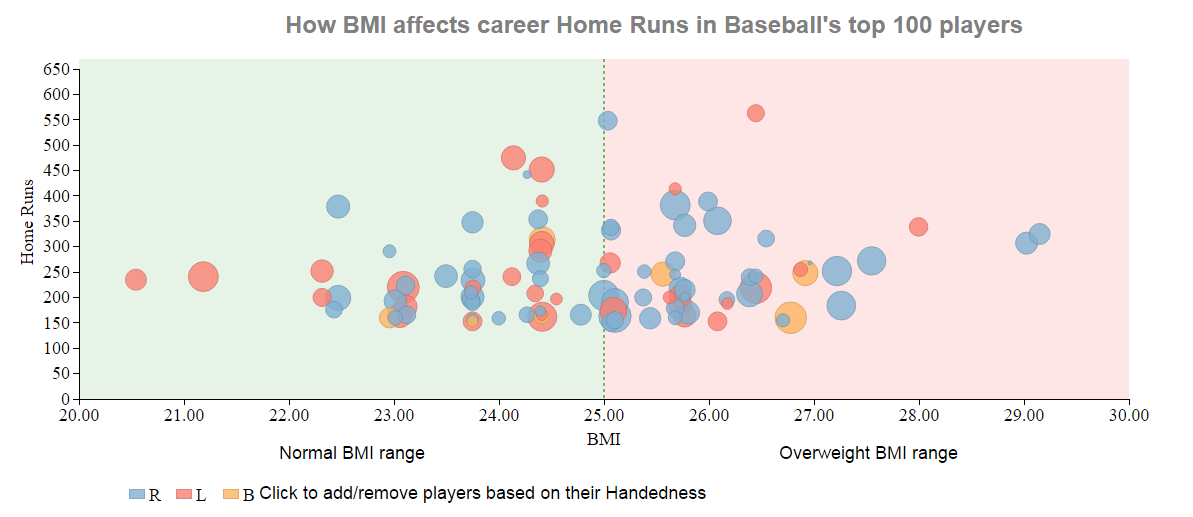 How BMI affects career Home Runs in Baseball's top 100 players
650
600
550
500
450
400
350
300
250
200
150
100
50
0
Home Runs
20.00 21.00 22.00 23.00 24.00 25.00 26.00 27.00 28.00 29.00 30.00
BMI
Normal BMI range Overweight BMI range
R L B Click to add/remove players based on their Handedness